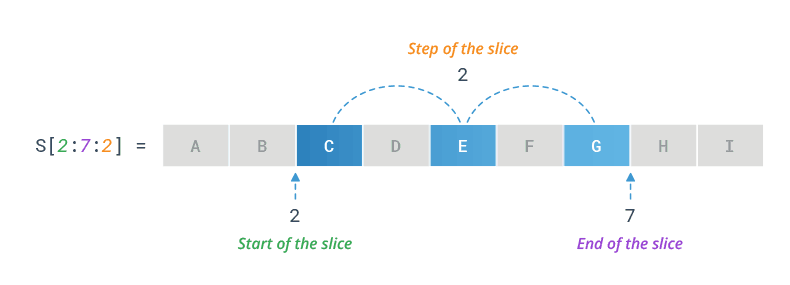 Step of the slice
2
S[2:7:2] = A B C D E F G H I
2 7
Start of the slice End of the slice